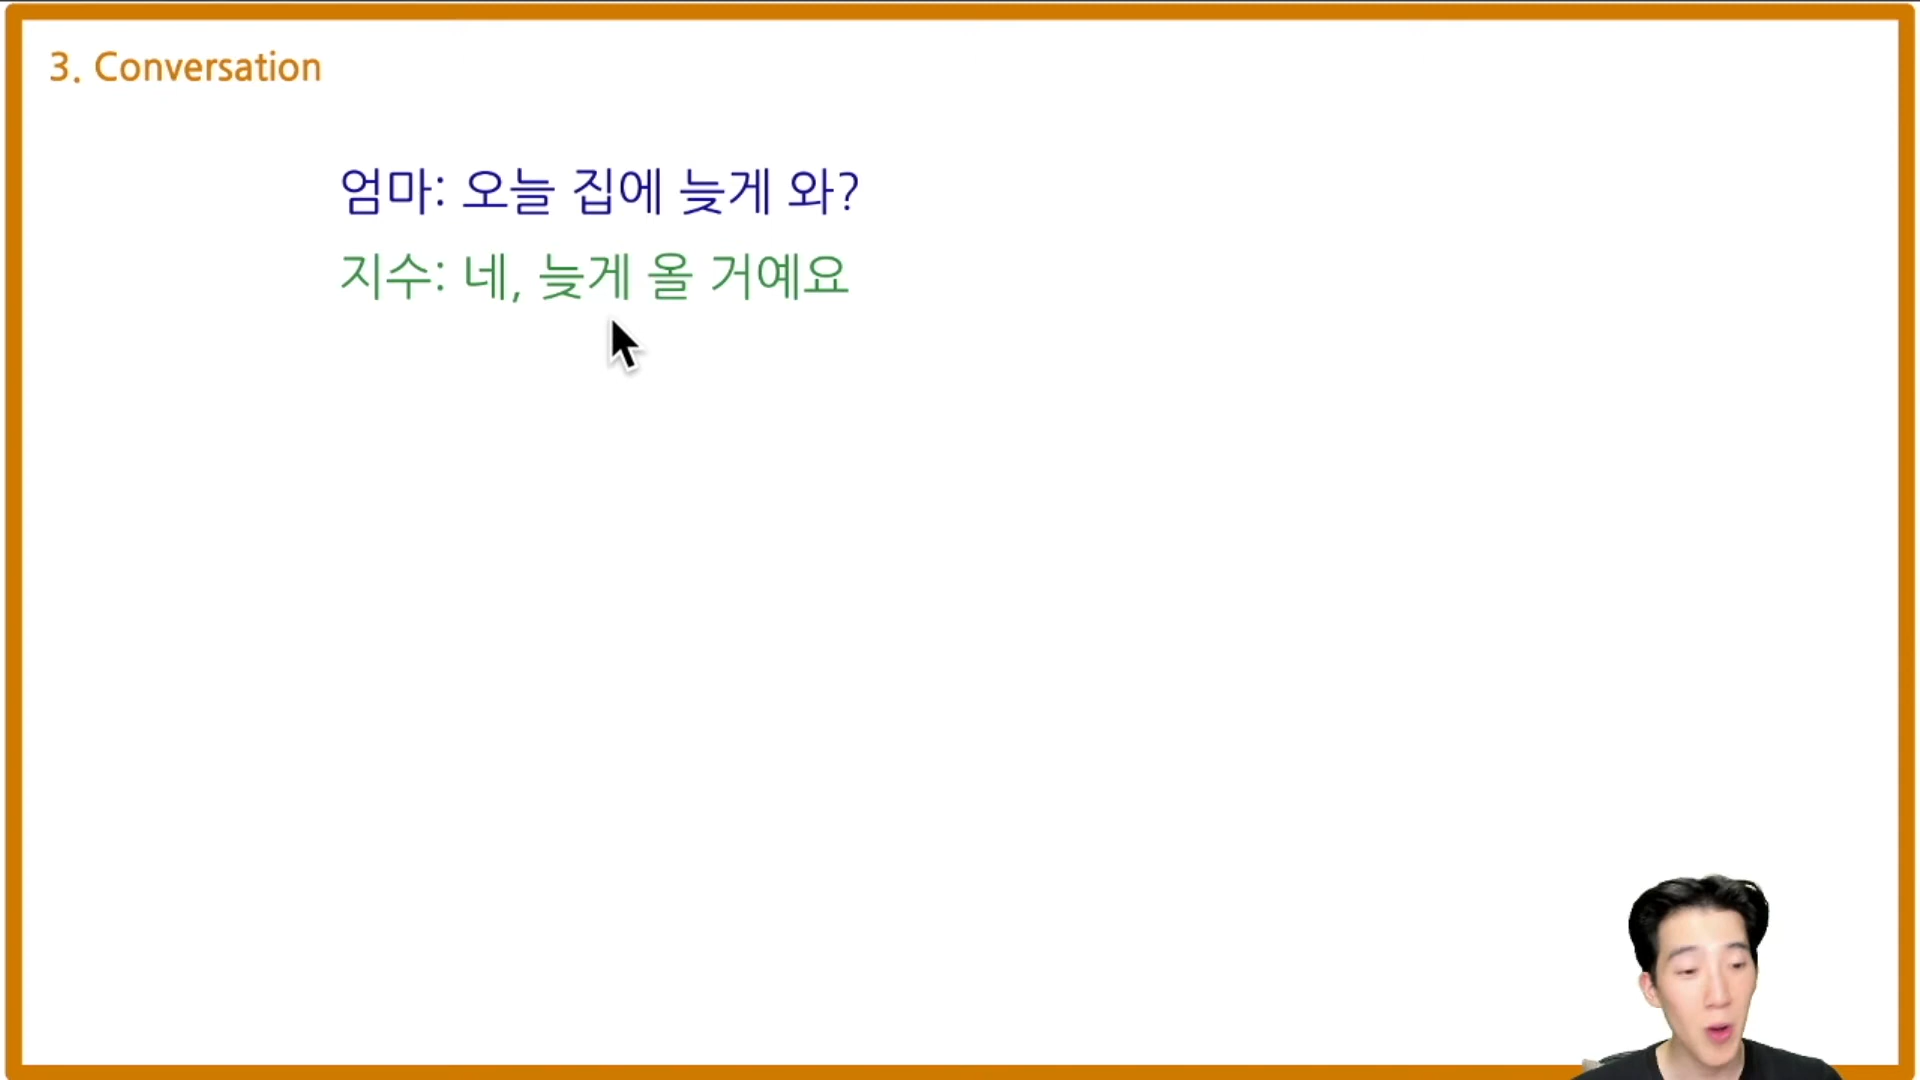 3. Conversation
엄마: 오늘 집에 늦게 와?
지수: 네, 늦게 올 거예요